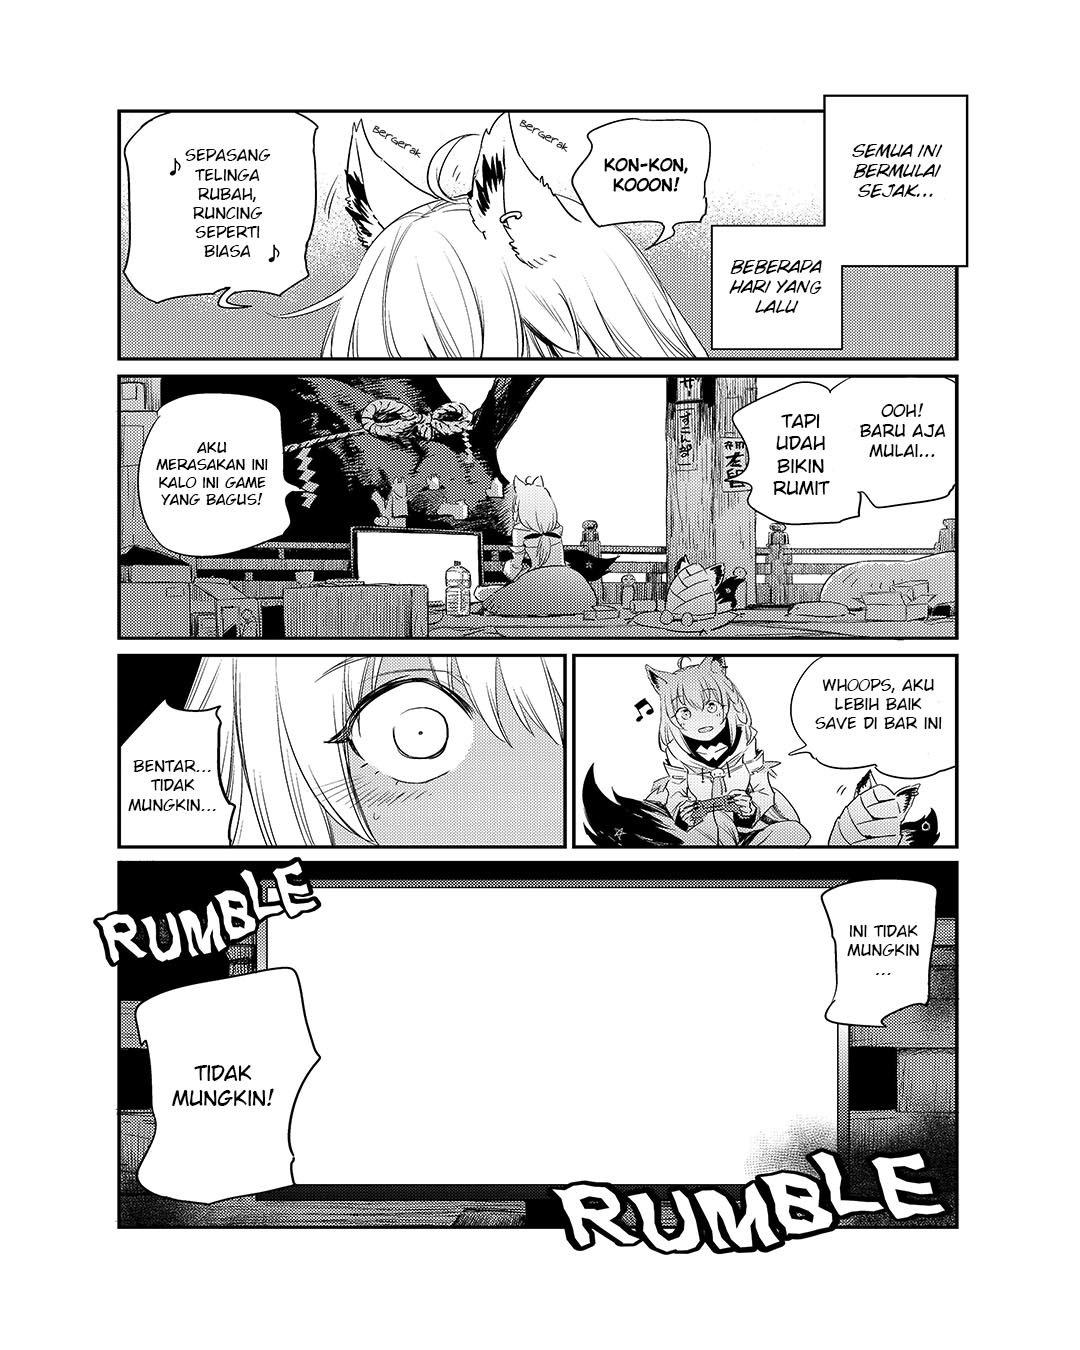 SEMUA INI
BERMULAI
SEJAK...
BEBERAPA
HARI YANG
LALU
KON-KON,
KOOON!
Bergerak
Bergerak
SEPASANG
TELINGA
RUBAH,
RUNCING
SEPERTI
BIASA
OOH!
BARU AJA
MULAI...
TAPI
UDAH
BIKIN
RUMIT
AKU
MERASAKAN INI
KALO INI GAME
YANG BAGUS!
WHOOPS, AKU
LEBIH BAIK
SAVE DI BAR INI
BENTAR...
TIDAK
MUNGKIN...
RUMBLE
INI TIDAK
MUNGKIN
...
TIDAK
MUNGKIN!
RUMBLE